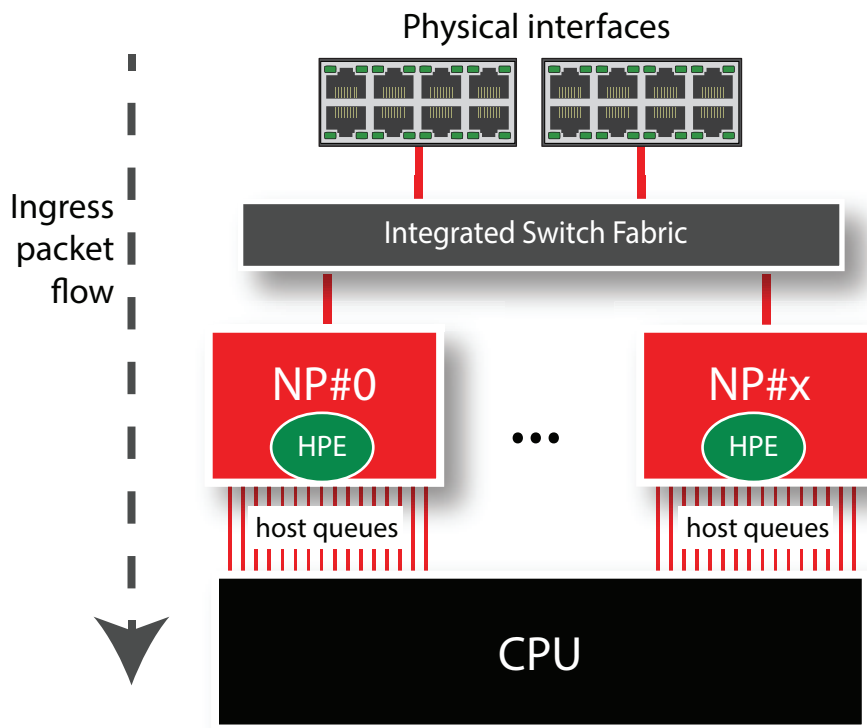 Physical interfaces
Ingress
packet
flow
Integrated Switch Fabric
NP#0
HPE
...
NP#x
HPE
host queues
host queues
CPU